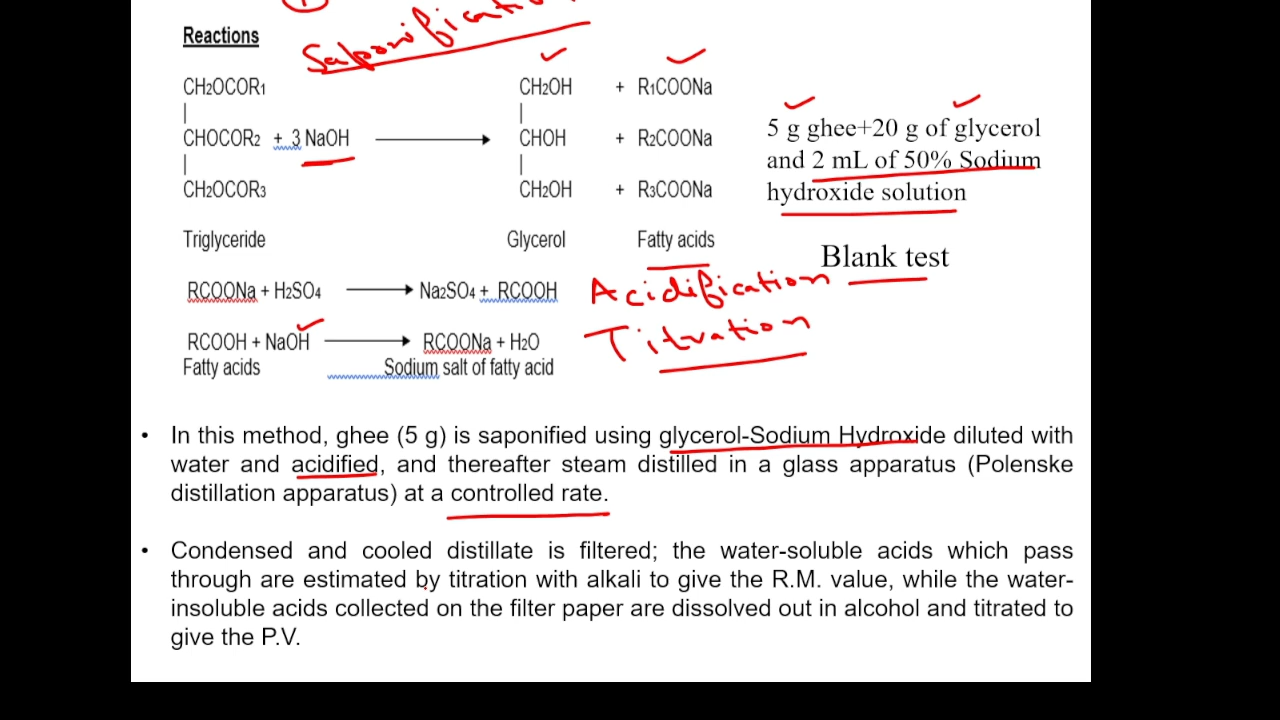 Saponification
Reactions
CH2OCOR1 CH2OH + R1COONa
|
CHOCOR2 + 3 NaOH CHOH + R2COONa
|
CH2OCOR3 CH2OH + R3COONa
Triglyceride Glycerol Fatty acids
5 g ghee+20 g of glycerol
and 2 mL of 50% Sodium
hydroxide solution
Blank test
RCOONa + H2SO4 Na2SO4 + RCOOH Acidification
RCOOH + NaOH RCOONa + H2O Titration
Fatty acids Sodium salt of fatty acid
• In this method, ghee (5 g) is saponified using glycerol-Sodium Hydroxide diluted with
water and acidified, and thereafter steam distilled in a glass apparatus (Polenske
distillation apparatus) at a controlled rate.
• Condensed and cooled distillate is filtered; the water-soluble acids which pass
through are estimated by titration with alkali to give the R.M. value, while the water-
insoluble acids collected on the filter paper are dissolved out in alcohol and titrated to
give the P.V.